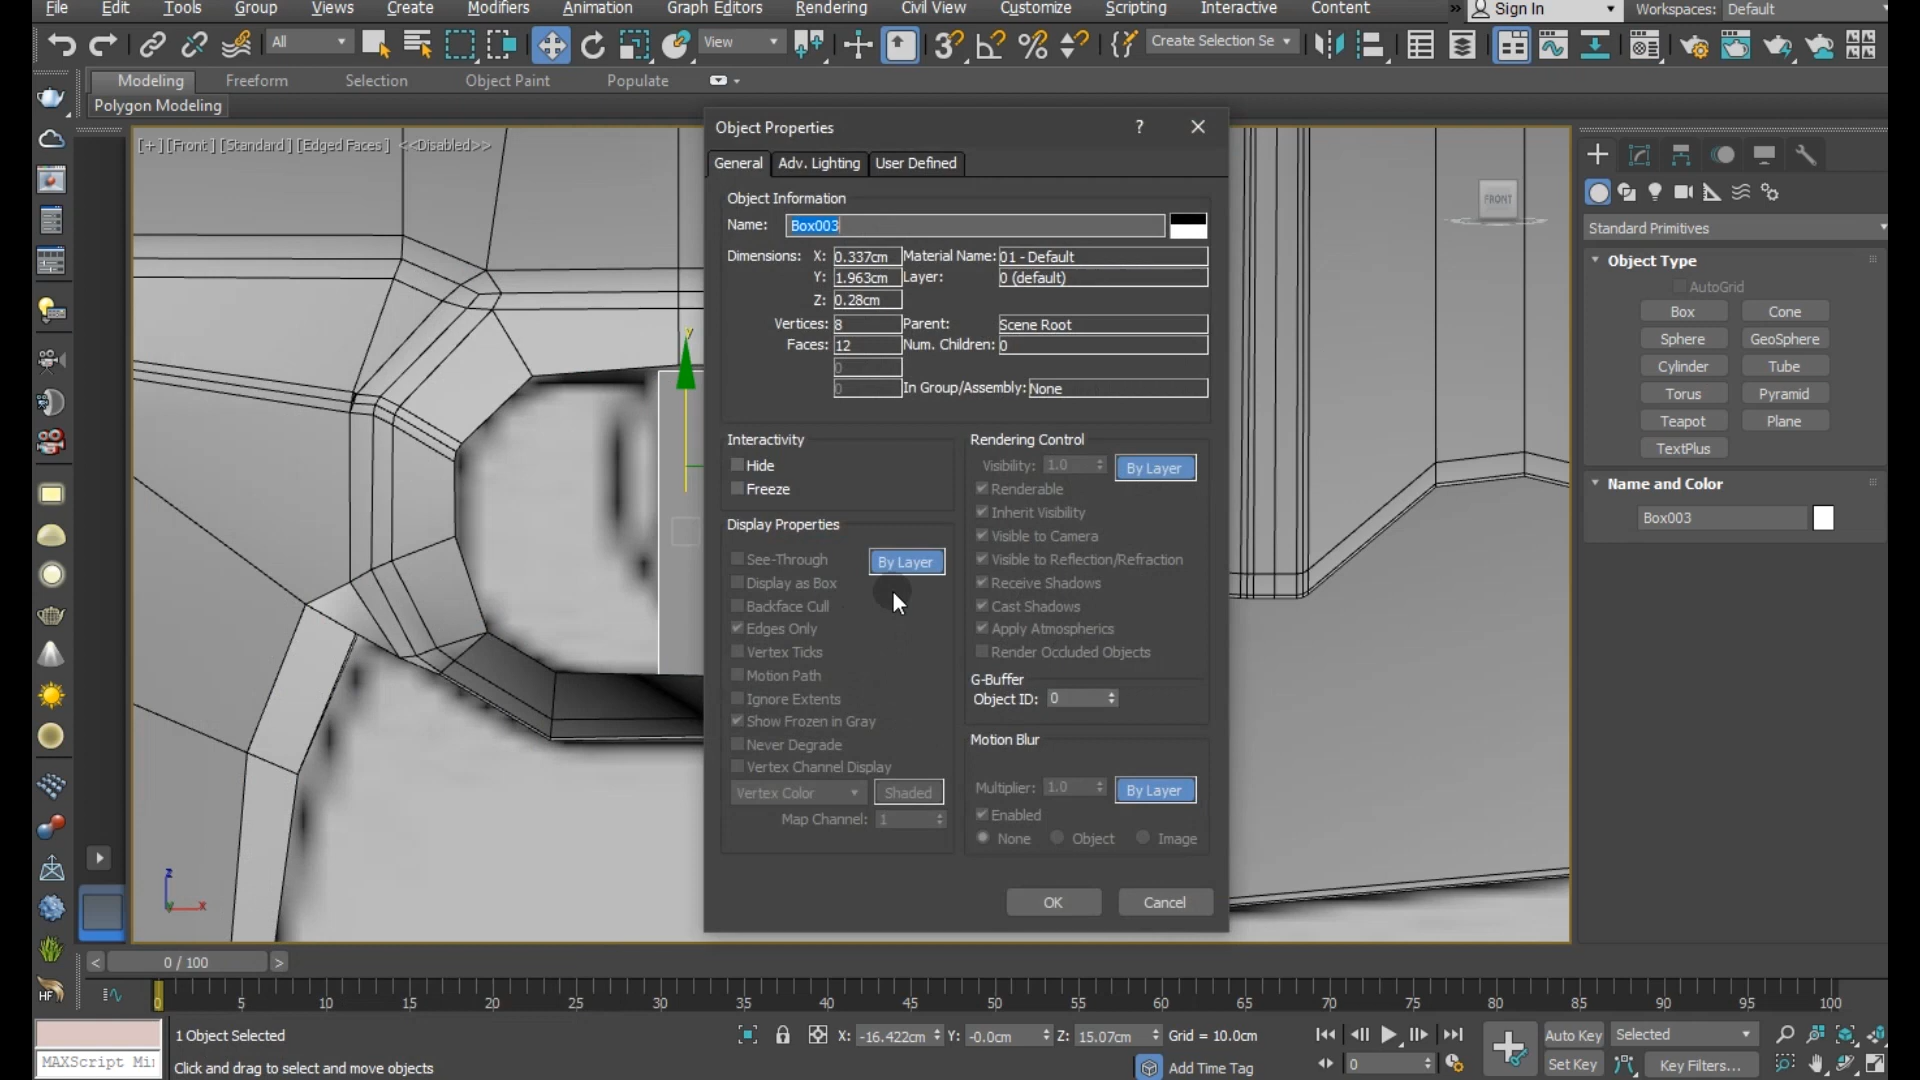 File Edit Tools Group Views Create Modifiers Animation Graph Editors Rendering Civil View Customize Scripting Interactive Content » Sign In Workspaces: Default
All View Create Selection Se
Modeling Freeform Selection Object Paint Populate
Polygon Modeling
[+] [Front] [Standard] [Edged Faces] <<Disabled>>
Object Properties ?
General Adv. Lighting User Defined
Object Information
Name: Box003
Dimensions: X: 0.337cm Material Name: 01 - Default
Y: 1.963cm Layer: 0 (default)
Z: 0.28cm
Vertices: 8 Parent: Scene Root
Faces: 12 Num. Children: 0
0
0 In Group/Assembly: None
Interactivity
Hide
Freeze
Display Properties
See-Through By Layer
Display as Box
Backface Cull
Edges Only
Vertex Ticks
Motion Path
Ignore Extents
Show Frozen in Gray
Never Degrade
Vertex Channel Display
Vertex Color Shaded
Map Channel: 1
Rendering Control
Visibility: 1.0 By Layer
Renderable
Inherit Visibility
Visible to Camera
Visible to Reflection/Refraction
Receive Shadows
Cast Shadows
Apply Atmospherics
Render Occluded Objects
G-Buffer
Object ID: 0
Motion Blur
Multiplier: 1.0 By Layer
Enabled
None Object Image
OK Cancel
FRONT
y
z
x
y
Standard Primitives
Object Type
AutoGrid
Box Cone
Sphere GeoSphere
Cylinder Tube
Torus Pyramid
Teapot Plane
TextPlus
Name and Color
Box003
HF
< 0 / 100 >
0 5 10 15 20 25 30 35 40 45 50 55 60 65 70 75 80 85 90 95 100
1 Object Selected X: -16.422cm Y: -0.0cm Z: 15.07cm Grid = 10.0cm Auto Key Selected
MAXScript Mi Click and drag to select and move objects Add Time Tag 0 Set Key Key Filters...